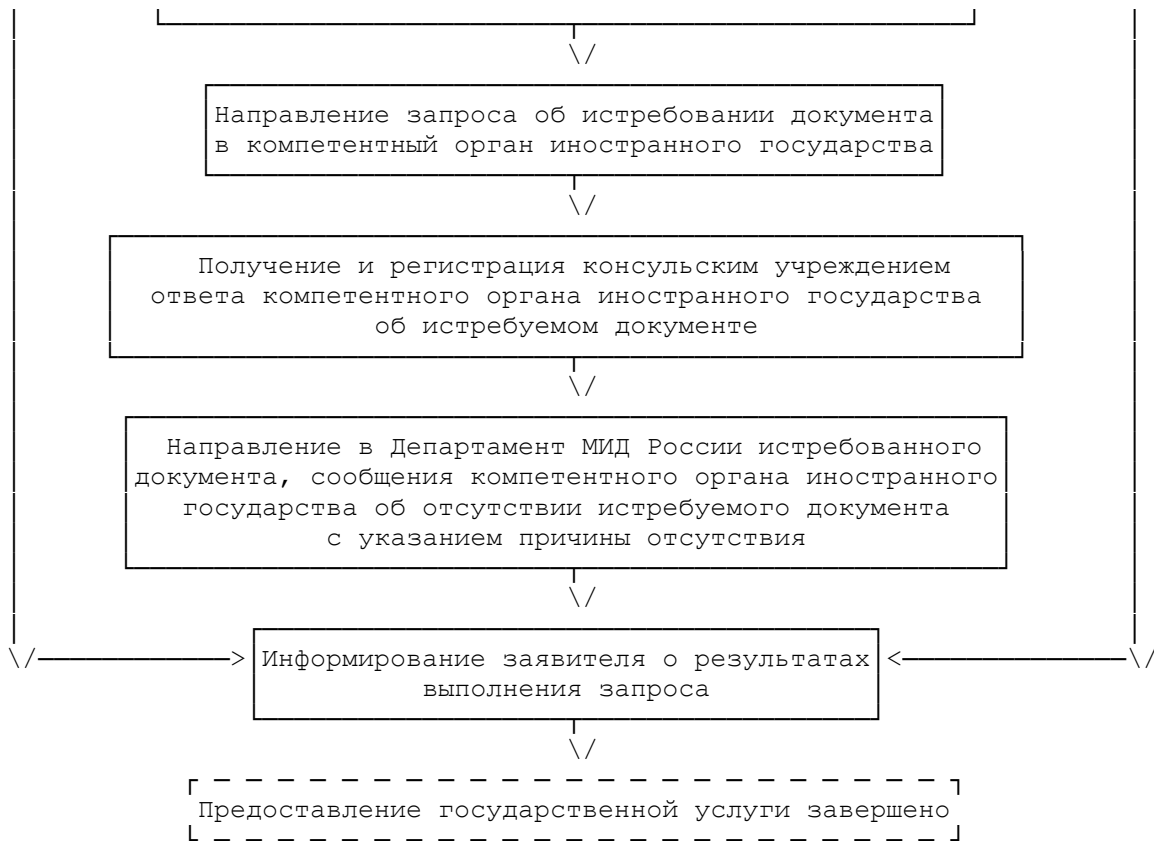 Направление запроса об истребовании документа
в компетентный орган иностранного государства
Получение и регистрация консульским учреждением
ответа компетентного органа иностранного государства
об истребуемом документе
Направление в Департамент МИД России истребованного
документа, сообщения компетентного органа иностранного
государства об отсутствии истребуемого документа
с указанием причины отсутствия
Информирование заявителя о результатах
выполнения запроса
Предоставление государственной услуги завершено